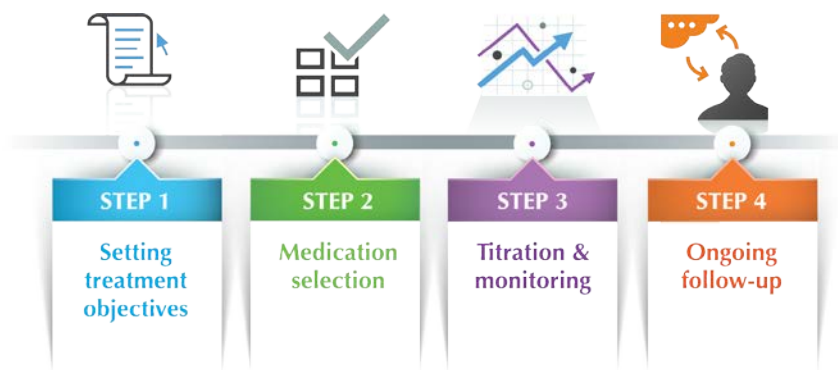 STEP 1
Setting
treatment
objectives
STEP 2
Medication
selection
STEP 3
Titration &
monitoring
STEP 4
Ongoing
follow-up